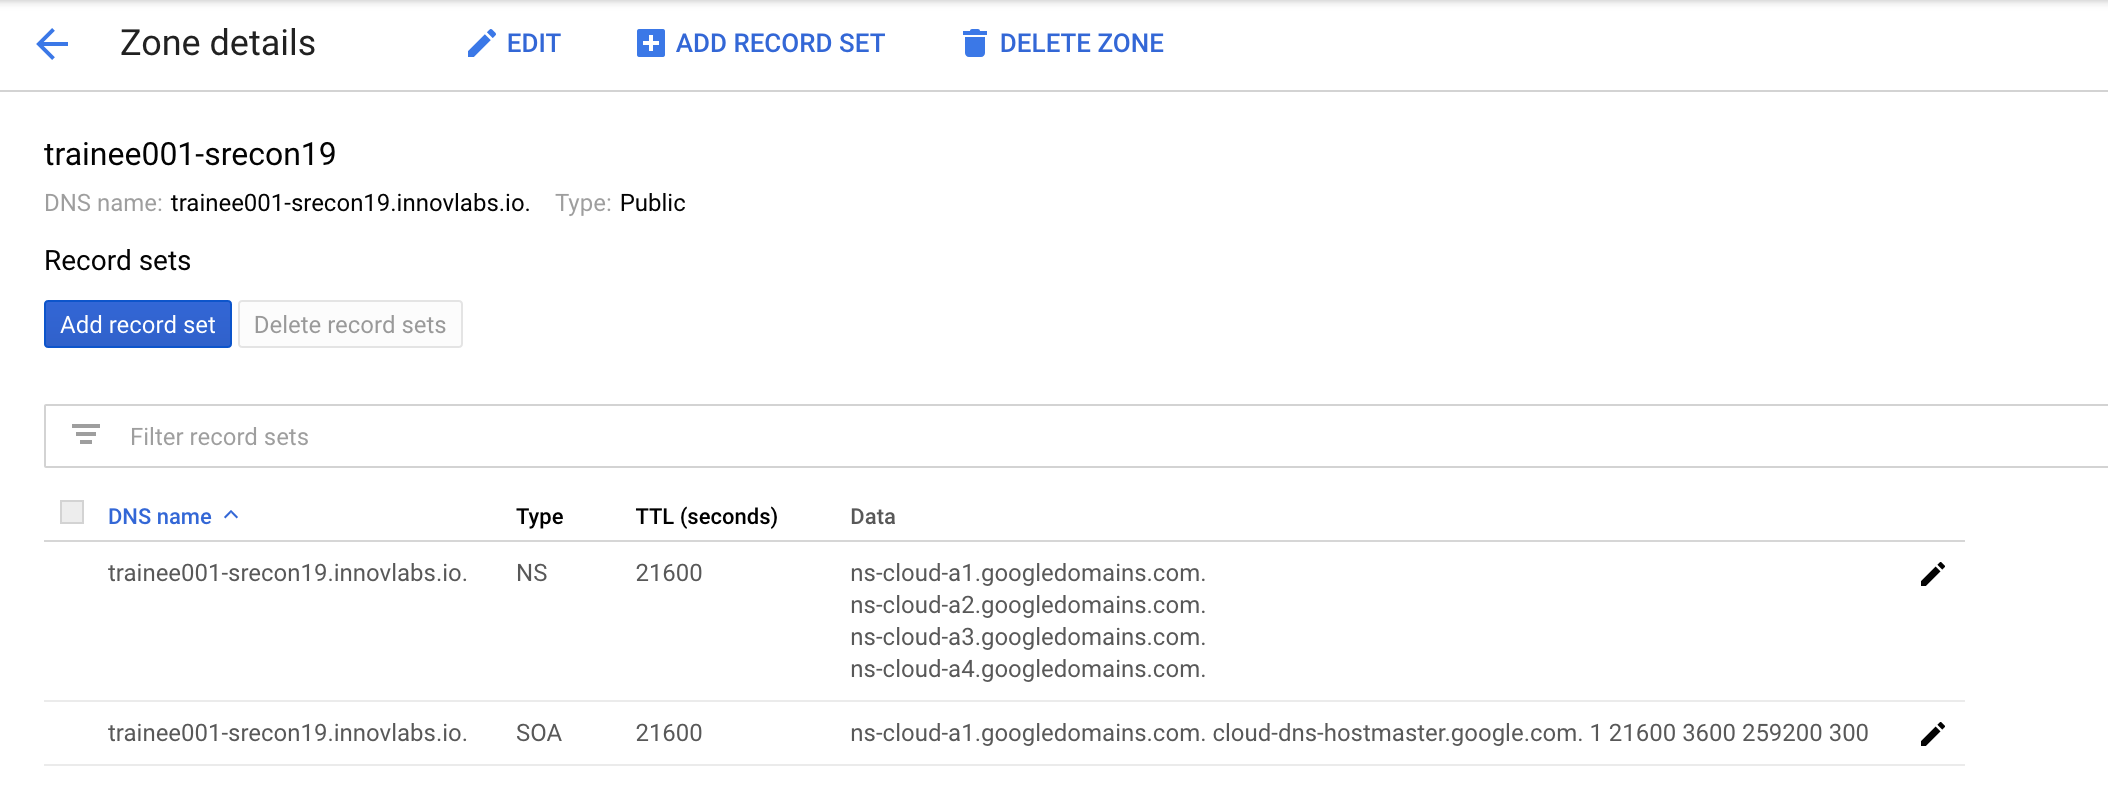 Zone details EDIT ADD RECORD SET DELETE ZONE
trainee001-srecon19
DNS name: trainee001-srecon19.innovlabs.io. Type: Public
Record sets
Add record set Delete record sets
Filter record sets
DNS name Type TTL (seconds) Data
trainee001-srecon19.innovlabs.io. NS 21600 ns-cloud-a1.googledomains.com.
ns-cloud-a2.googledomains.com.
ns-cloud-a3.googledomains.com.
ns-cloud-a4.googledomains.com.
trainee001-srecon19.innovlabs.io. SOA 21600 ns-cloud-a1.googledomains.com. cloud-dns-hostmaster.google.com. 1 21600 3600 259200 300